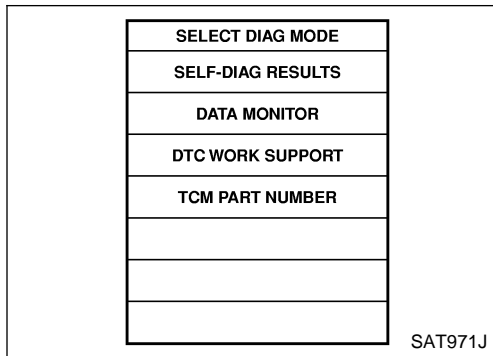 SELECT DIAG MODE
SELF-DIAG RESULTS
DATA MONITOR
DTC WORK SUPPORT
TCM PART NUMBER
SAT971J